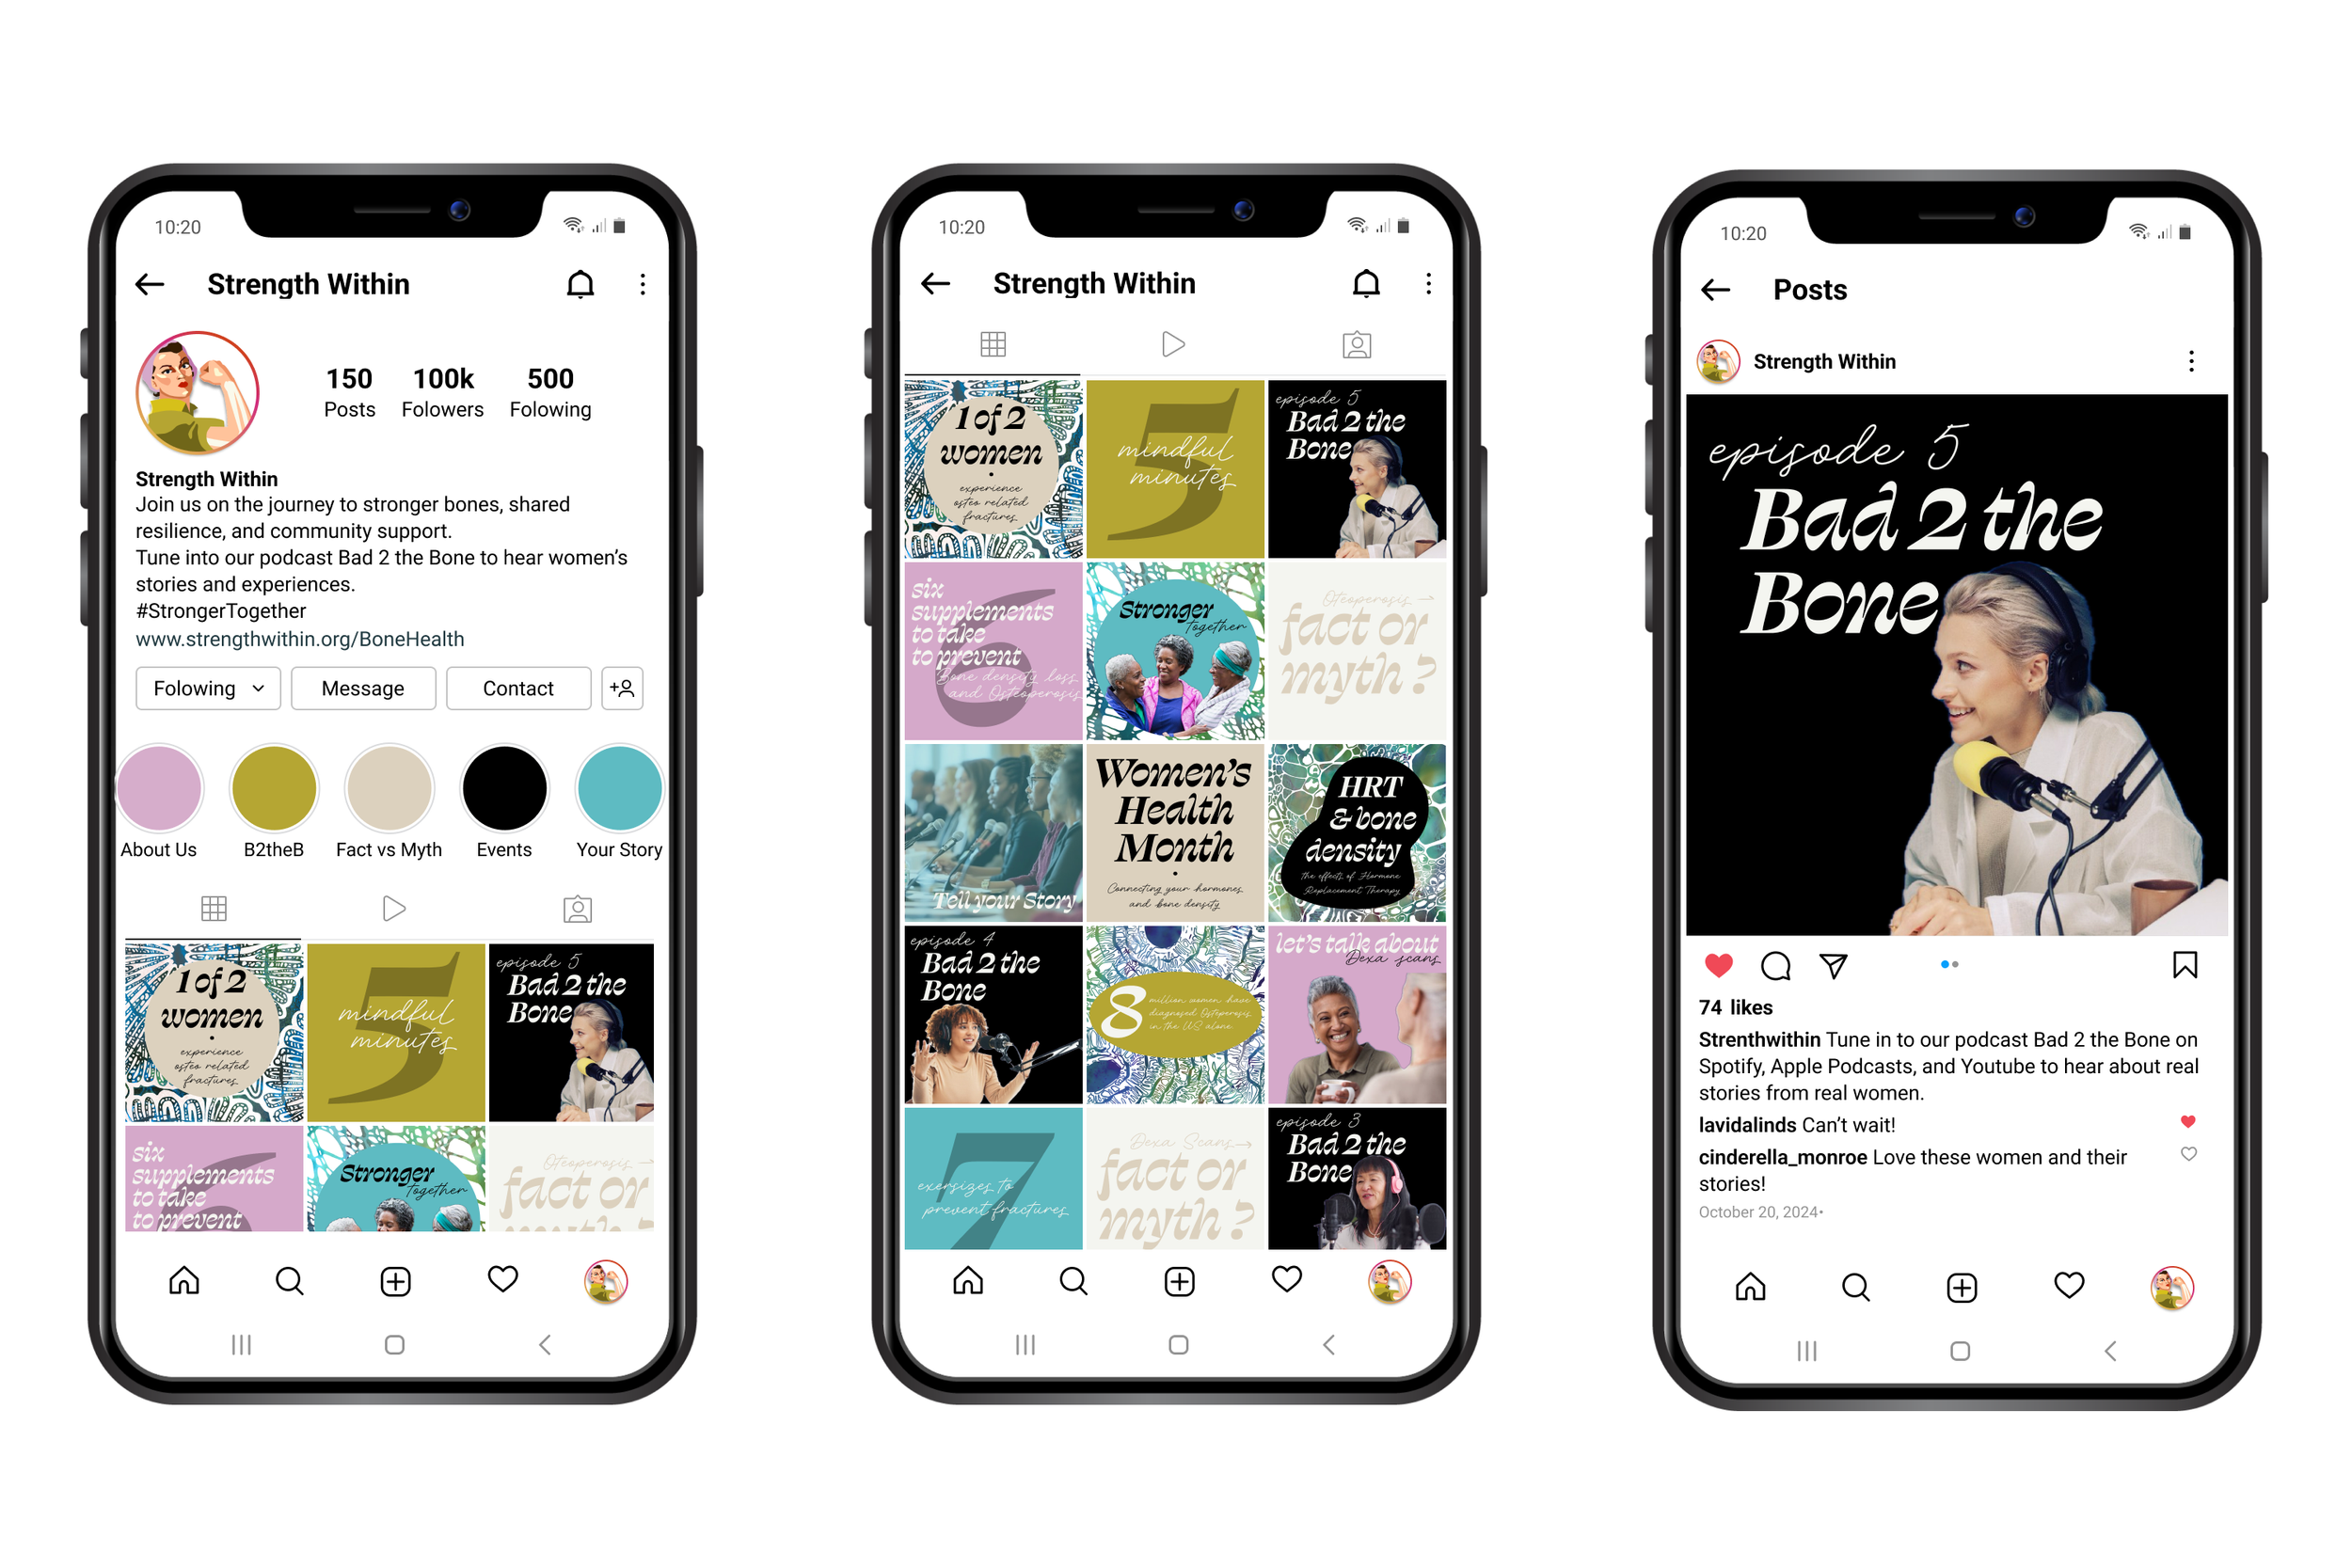 10:20
Strength Within
150 100k 500
Posts Folowers Folowing
Strength Within
Join us on the journey to stronger bones, shared
resilience, and community support.
Tune into our podcast Bad 2 the Bone to hear women’s
stories and experiences.
#StrongerTogether
www.strengthwithin.org/BoneHealth
Folowing Message Contact
About Us B2theB Fact vs Myth Events Your Story
1 of 2
women
•
experience
osteo related
fractures
5
mindful
minutes
episode 5
Bad 2 the
Bone
six
supplements
to take
to prevent
6
Stronger
together
Oteoperosis
fact or
myth?
10:20
Strength Within
1 of 2
women
•
experience
osteo related
fractures
5
mindful
minutes
episode 5
Bad 2 the
Bone
six
supplements
to take
to prevent
Bone density loss
and Osteoperosis
6
Stronger
together
Oteoperosis
fact or
myth?
Tell your Story
Women’s
Health
Month
•
Connecting your hormones
and bone density
HRT
& bone
density
the effects of Hormone
Replacement Therapy
episode 4
Bad 2 the
Bone
8
million women have
diagnosed Osteperosis
in the US alone
let’s talk about
Dexa scans
7
exersizes to
prevent fractures
Dexa Scans
fact or
myth?
episode 3
Bad 2 the
Bone
10:20
Posts
Strength Within
episode 5
Bad 2 the
Bone
74 likes
Strenthwithin Tune in to our podcast Bad 2 the Bone on
Spotify, Apple Podcasts, and Youtube to hear about real
stories from real women.
lavidalinds Can’t wait!
cinderella_monroe Love these women and their
stories!
October 20, 2024•